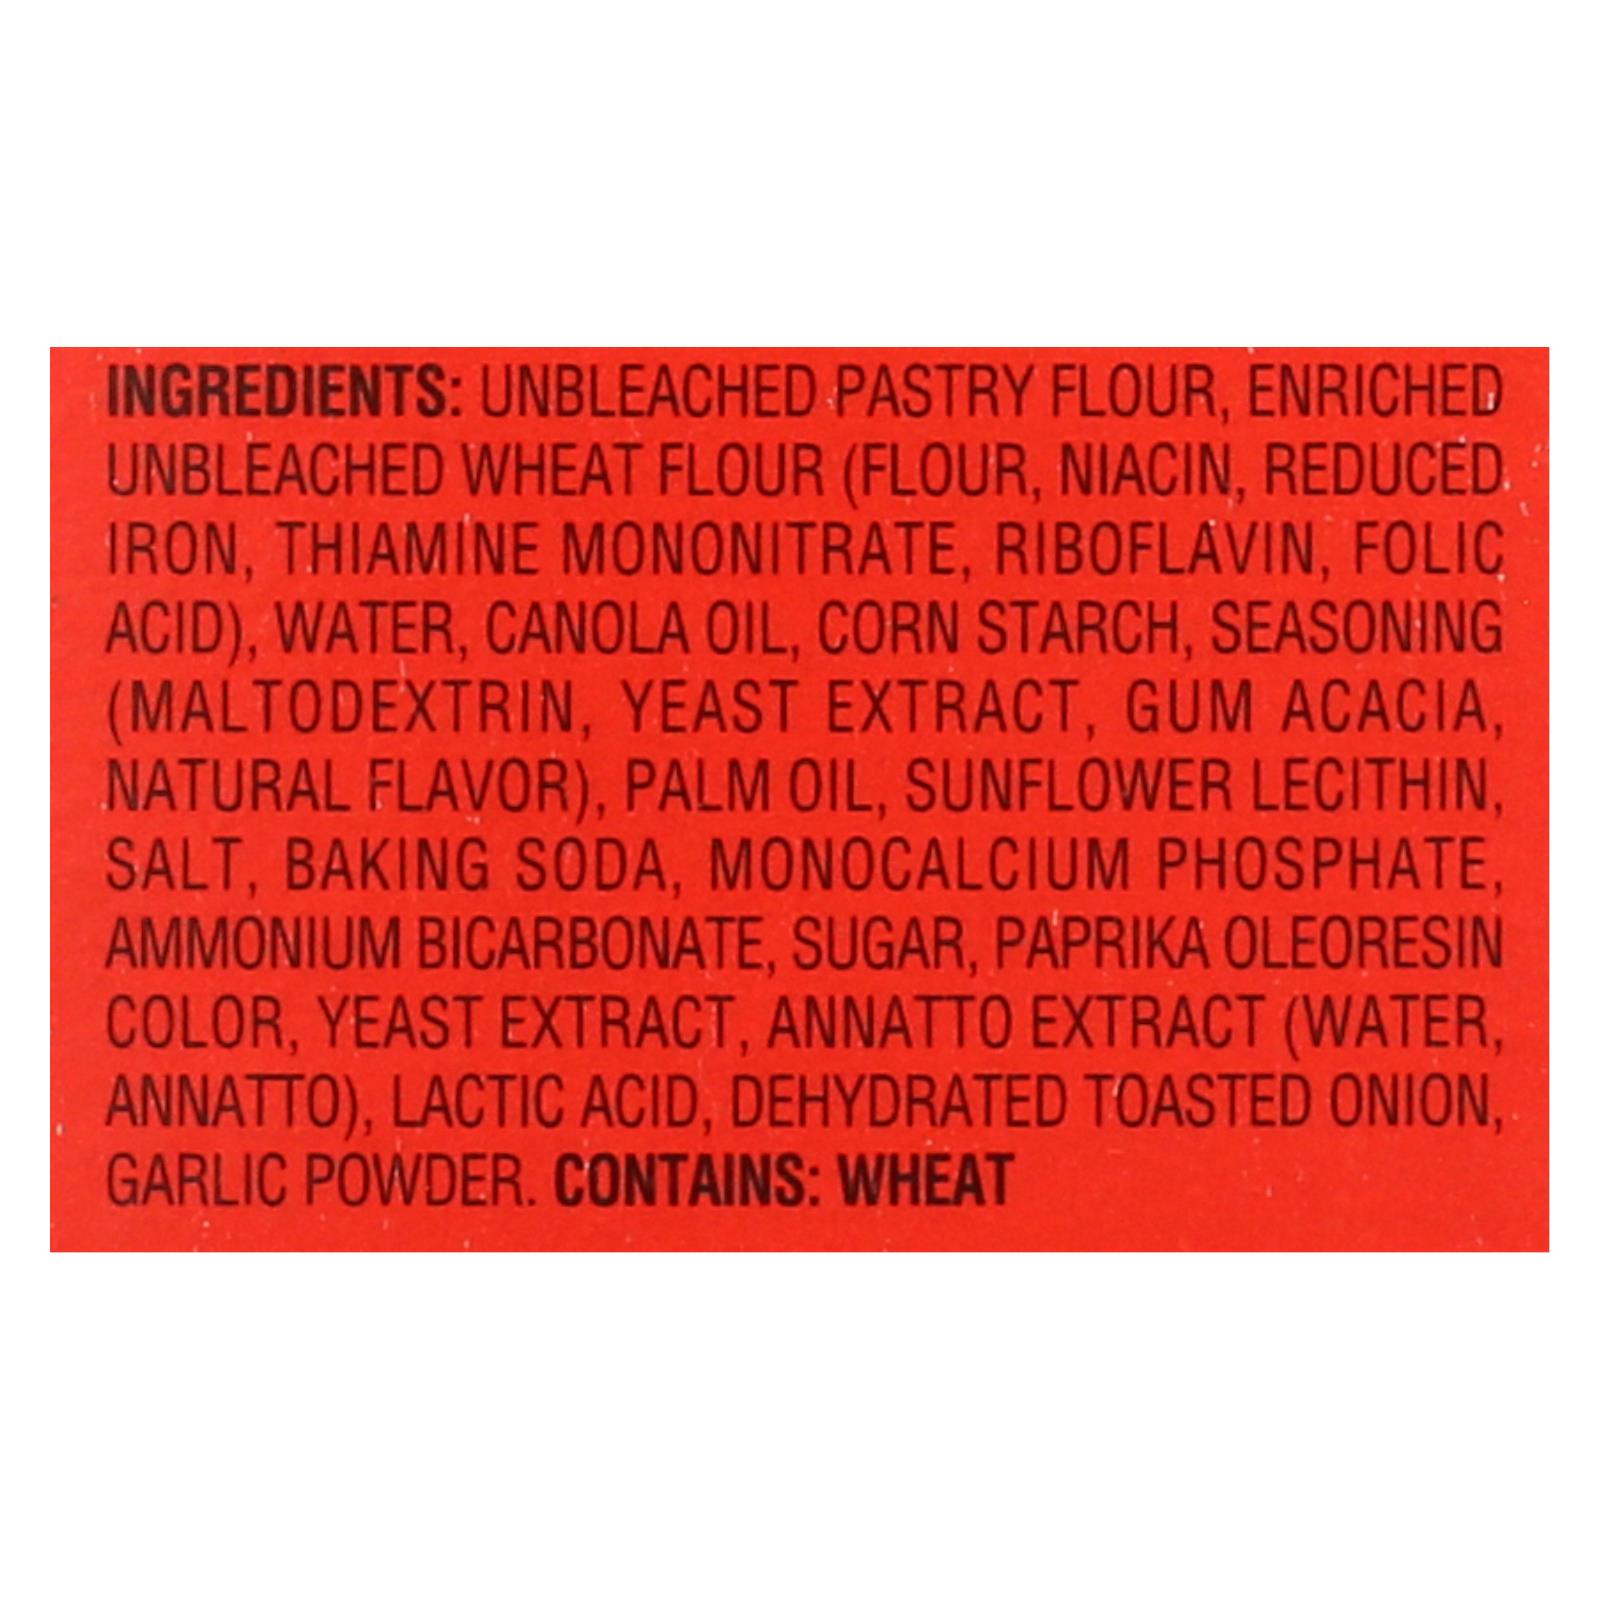 INGREDIENTS: UNBLEACHED PASTRY FLOUR, ENRICHED
UNBLEACHED WHEAT FLOUR (FLOUR, NIACIN, REDUCED
IRON, THIAMINE MONONITRATE, RIBOFLAVIN, FOLIC
ACID), WATER, CANOLA OIL, CORN STARCH, SEASONING
(MALTODEXTRIN, YEAST EXTRACT, GUM ACACIA,
NATURAL FLAVOR), PALM OIL, SUNFLOWER LECITHIN,
SALT, BAKING SODA, MONOCALCIUM PHOSPHATE,
AMMONIUM BICARBONATE, SUGAR, PAPRIKA OLEORESIN
COLOR, YEAST EXTRACT, ANNATTO EXTRACT (WATER,
ANNATTO), LACTIC ACID, DEHYDRATED TOASTED ONION,
GARLIC POWDER. CONTAINS: WHEAT